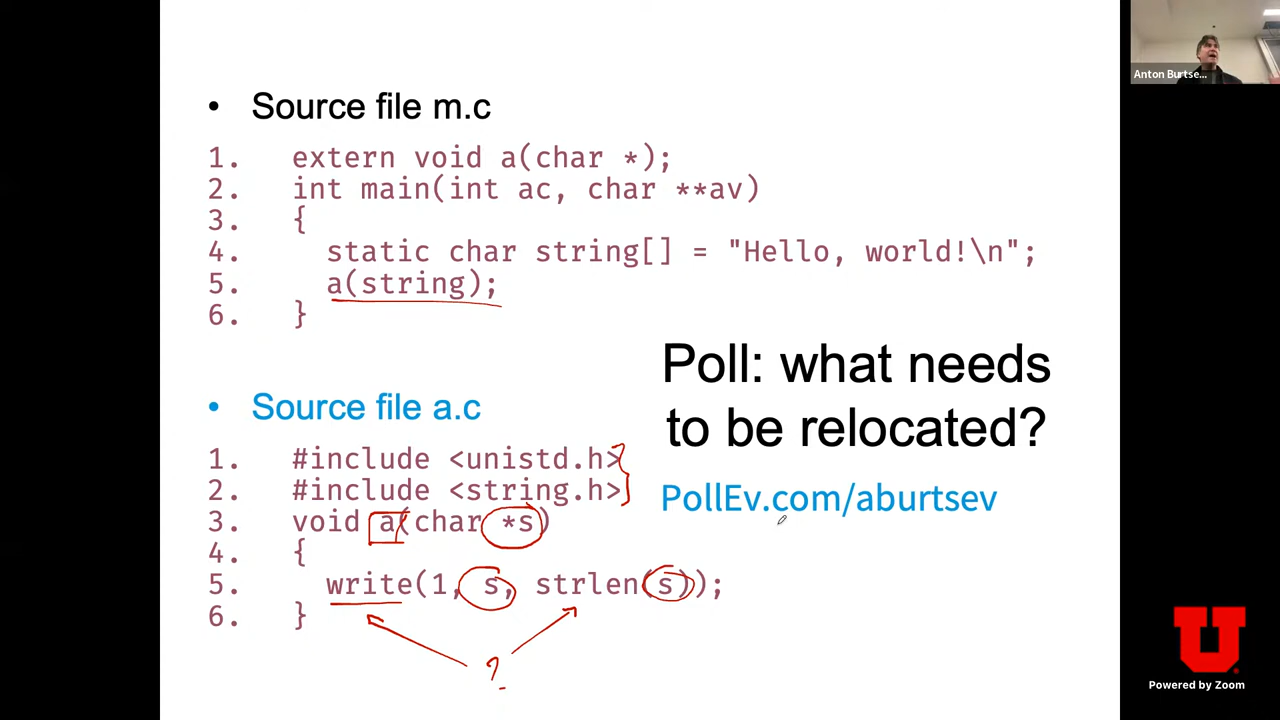 Anton Burtse...
• Source file m.c
1. extern void a(char *);
2. int main(int ac, char **av)
3. {
4. static char string[] = "Hello, world!\n";
5. a(string);
6. }
Poll: what needs
to be relocated?
PollEv.com/aburtsev
• Source file a.c
1. #include <unistd.h>
2. #include <string.h>
3. void a(char *s)
4. {
5. write(1, s, strlen(s));
6. }
?
U
Powered by Zoom